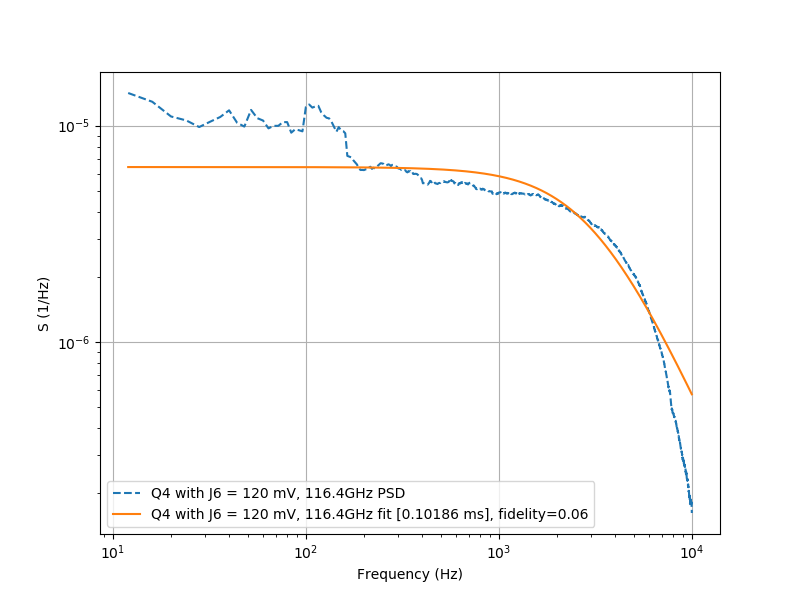 10⁻⁵
10⁻⁶
S (1/Hz)
Q4 with J6 = 120 mV, 116.4GHz PSD
Q4 with J6 = 120 mV, 116.4GHz fit [0.10186 ms], fidelity=0.06
10¹ 10² 10³ 10⁴
Frequency (Hz)